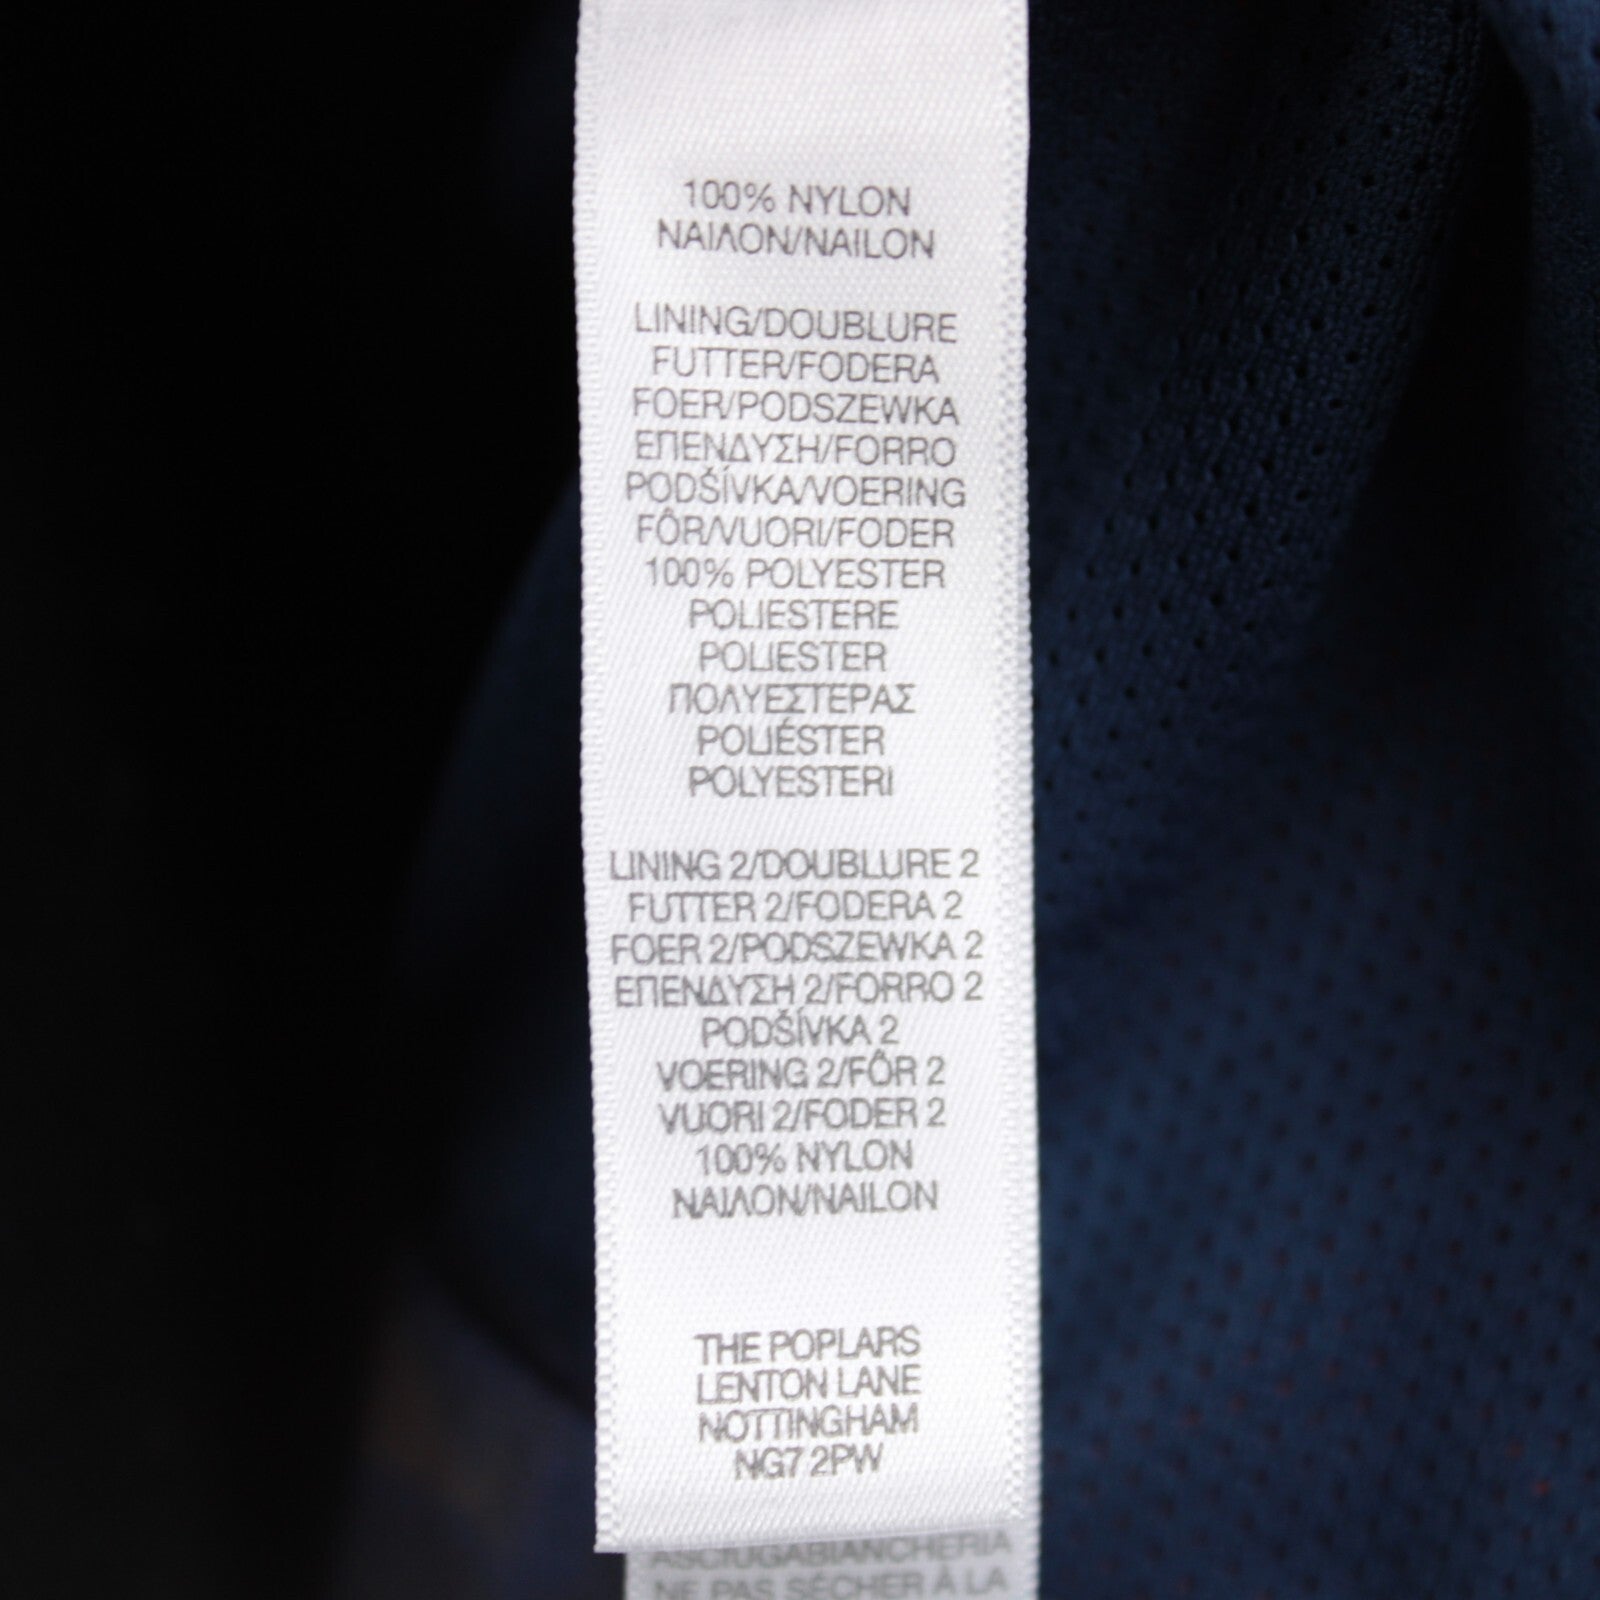 100% NYLON
ΝΑΙΛΟΝ/NAILON
LINING/DOUBLURE
FUTTER/FODERA
FOER/PODSZEWKA
ΕΠΕΝΔΥΣΗ/FORRO
PODŠÍVKA/VOERING
FÔR/VUORI/FODER
100% POLYESTER
POLIESTERE
POLIESTER
ΠΟΛΥΕΣΤΕΡΑΣ
POLIÉSTER
POLYESTERI
LINING 2/DOUBLURE 2
FUTTER 2/FODERA 2
FOER 2/PODSZEWKA 2
ΕΠΕΝΔΥΣΗ 2/FORRO 2
PODŠÍVKA 2
VOERING 2/FÔR 2
VUORI 2/FODER 2
100% NYLON
ΝΑΙΛΟΝ/NAILON
THE POPLARS
LENTON LANE
NOTTINGHAM
NG7 2PW
ASCIUGABIANCHERIA
NE PAS SÉCHER À LA